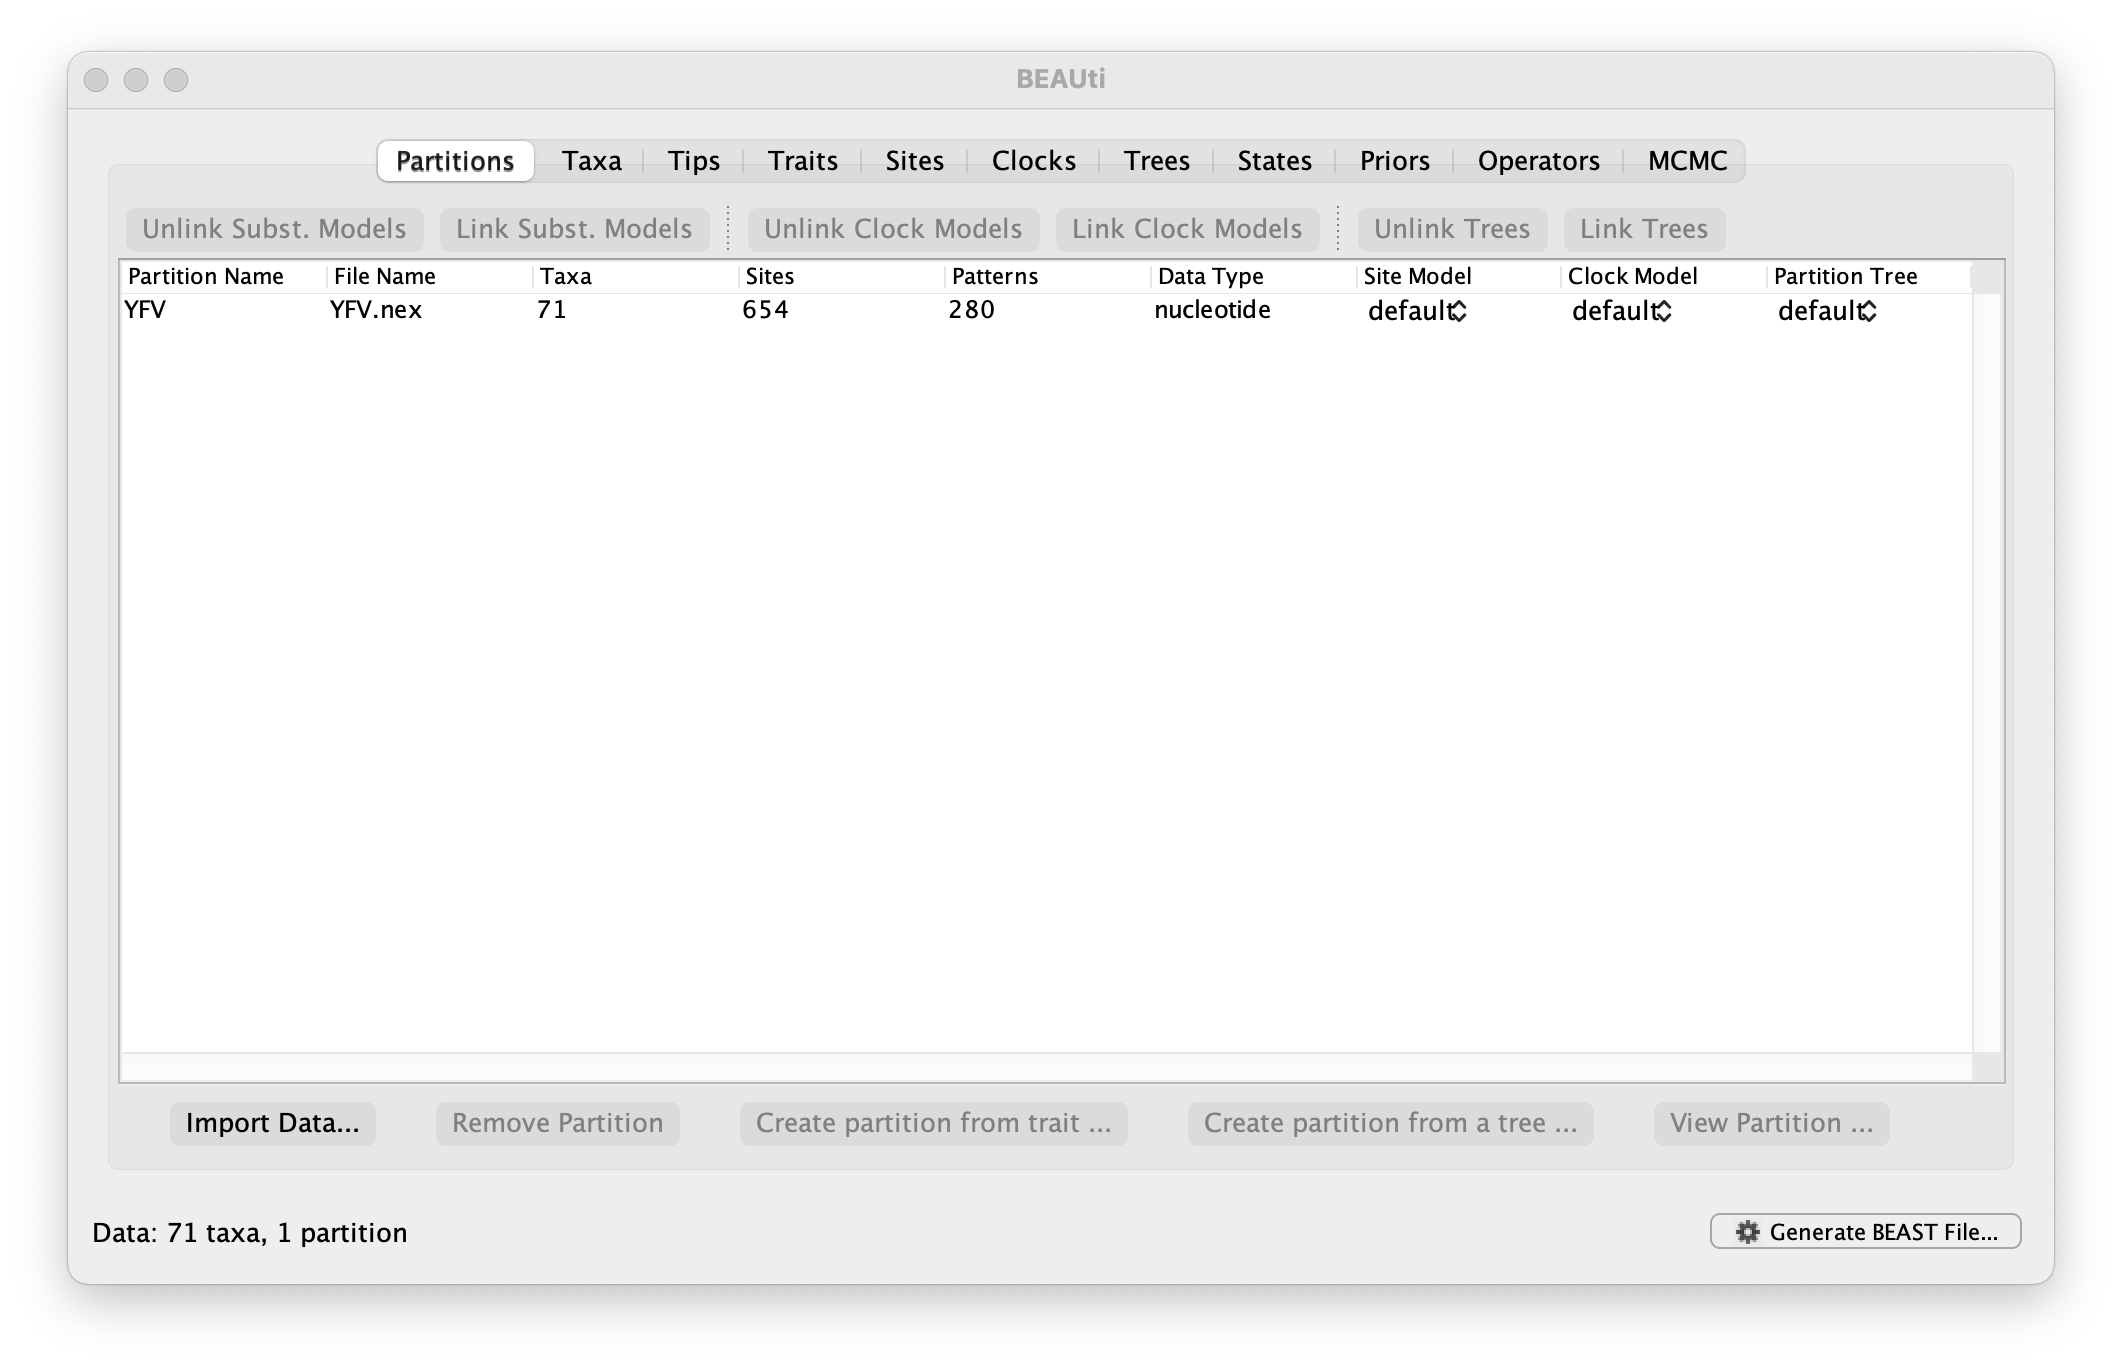 BEAUti
Partitions Taxa Tips Traits Sites Clocks Trees States Priors Operators MCMC
Unlink Subst. Models Link Subst. Models Unlink Clock Models Link Clock Models Unlink Trees Link Trees
Partition Name File Name Taxa Sites Patterns Data Type Site Model Clock Model Partition Tree
YFV YFV.nex 71 654 280 nucleotide default default default
Import Data... Remove Partition Create partition from trait ... Create partition from a tree ... View Partition ...
Data: 71 taxa, 1 partition Generate BEAST File...